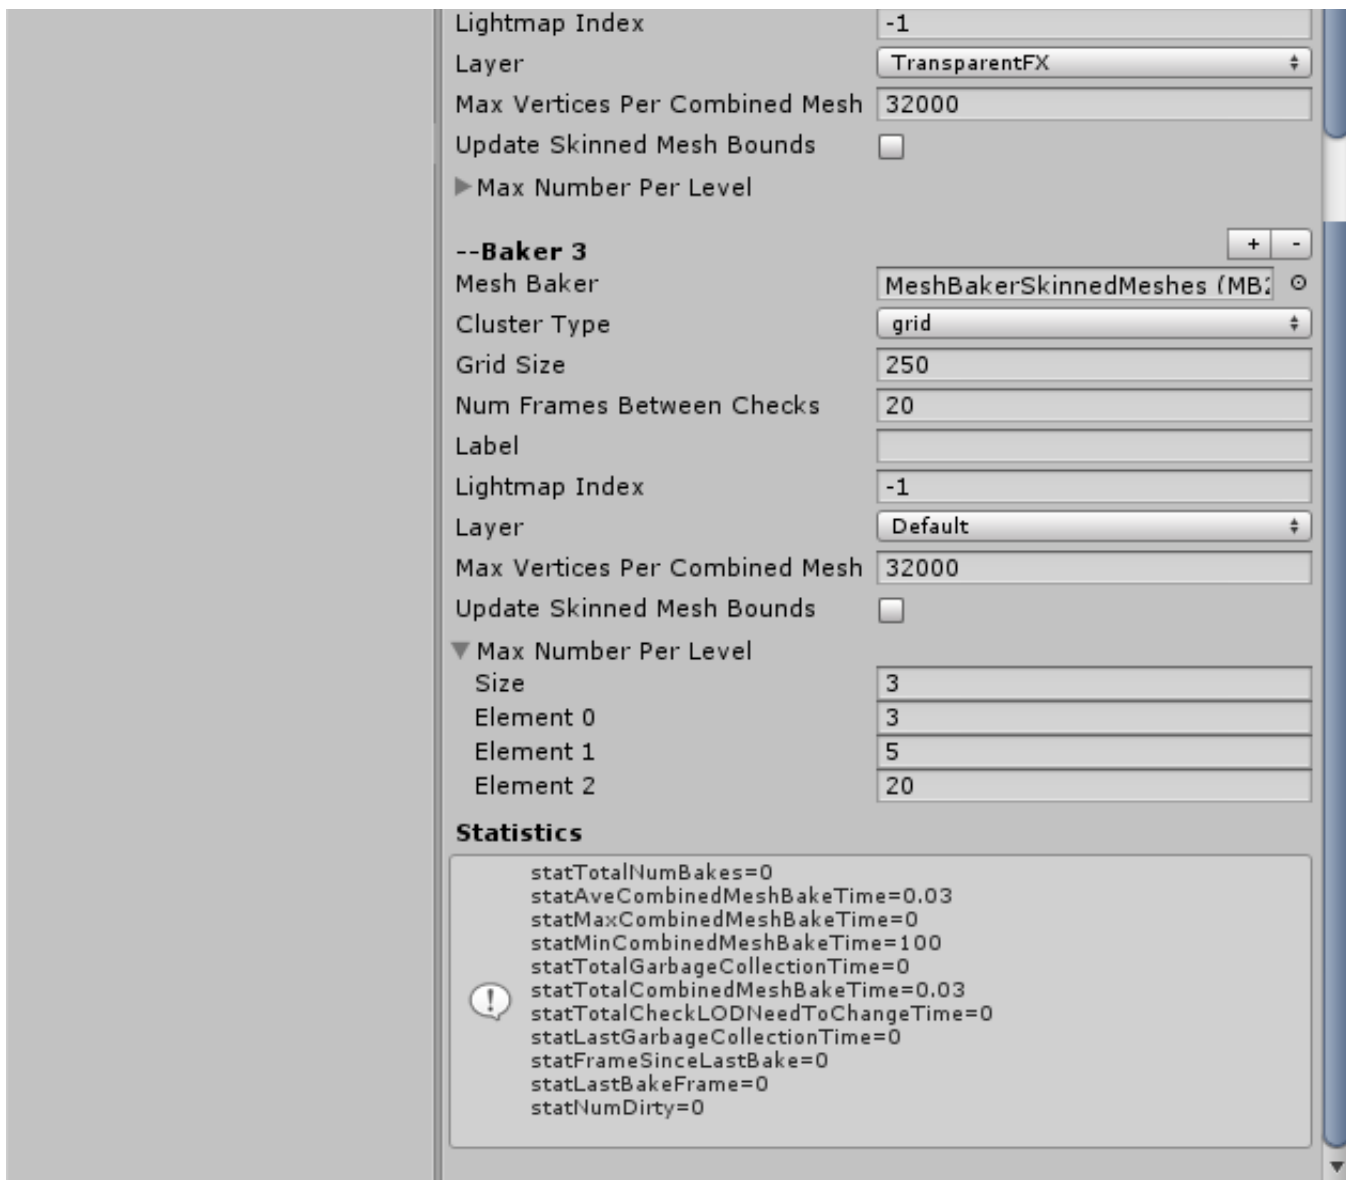 Lightmap Index -1
Layer TransparentFX
Max Vertices Per Combined Mesh 32000
Update Skinned Mesh Bounds
Max Number Per Level
--Baker 3 + -
Mesh Baker MeshBakerSkinnedMeshes (MB2
Cluster Type grid
Grid Size 250
Num Frames Between Checks 20
Label
Lightmap Index -1
Layer Default
Max Vertices Per Combined Mesh 32000
Update Skinned Mesh Bounds
Max Number Per Level
Size 3
Element 0 3
Element 1 5
Element 2 20
Statistics
statTotalNumBakes=0
statAveCombinedMeshBakeTime=0.03
statMaxCombinedMeshBakeTime=0
statMinCombinedMeshBakeTime=100
statTotalGarbageCollectionTime=0
statTotalCombinedMeshBakeTime=0.03
statTotalCheckLODNeedToChangeTime=0
statLastGarbageCollectionTime=0
statFrameSinceLastBake=0
statLastBakeFrame=0
statNumDirty=0